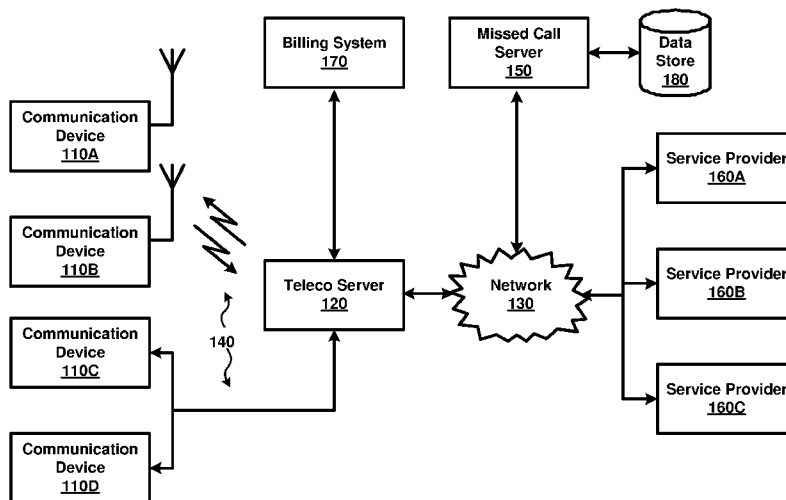 Billing System
170
Missed Call
Server
150
Data
Store
180
Communication
Device
110A
Service Provider
160A
Communication
Device
110B
Teleco Server
120
Network
130
Service Provider
160B
Communication
Device
110C
140
Service Provider
160C
Communication
Device
110D